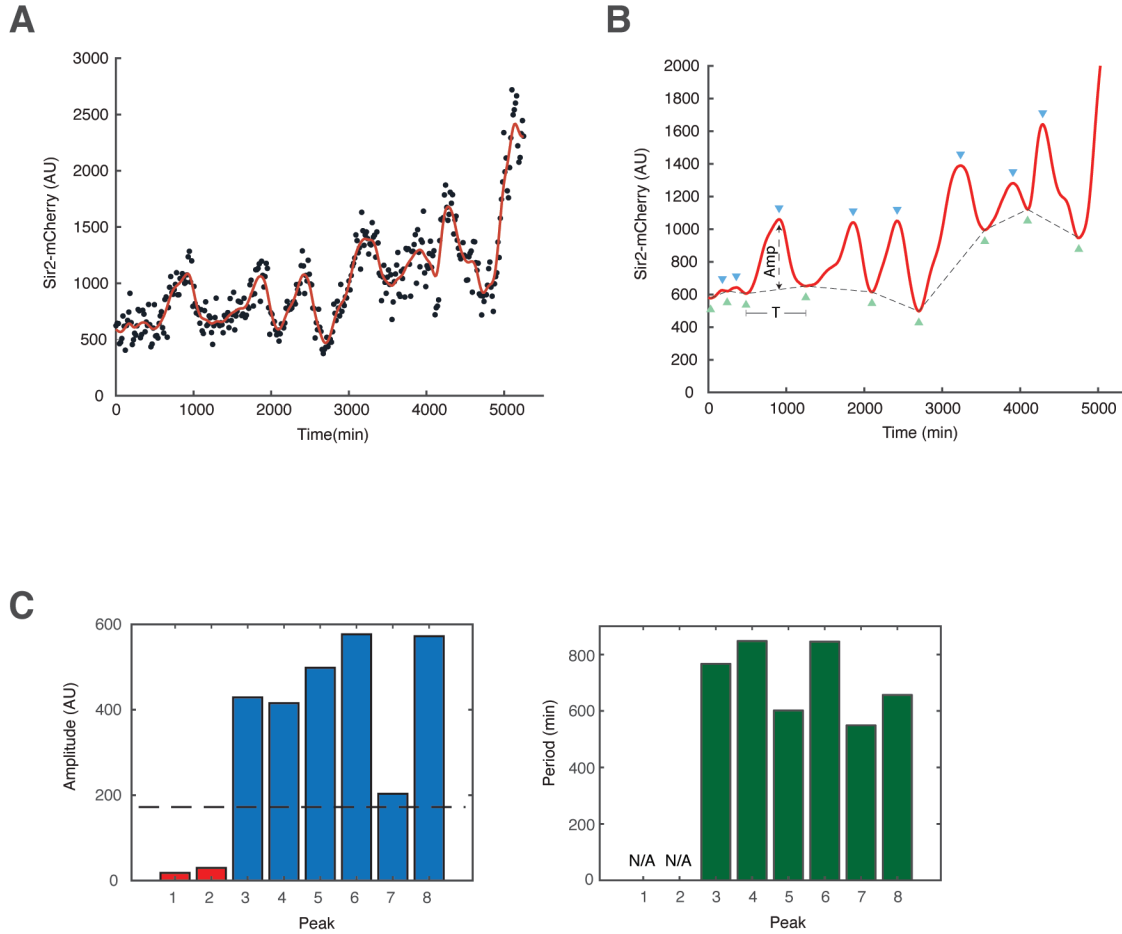 A
3000
2500
2000
1500
1000
500
0
Sir2-mCherry (AU)
0 1000 2000 3000 4000 5000
Time(min)
B
2000
1800
1600
1400
1200
1000
800
600
400
200
0
Sir2-mCherry (AU)
Amp
T
0 1000 2000 3000 4000 5000
Time (min)
C
600
400
200
0
Amplitude (AU)
1 2 3 4 5 6 7 8
Peak
800
600
400
200
0
Period (min)
N/A N/A
1 2 3 4 5 6 7 8
Peak